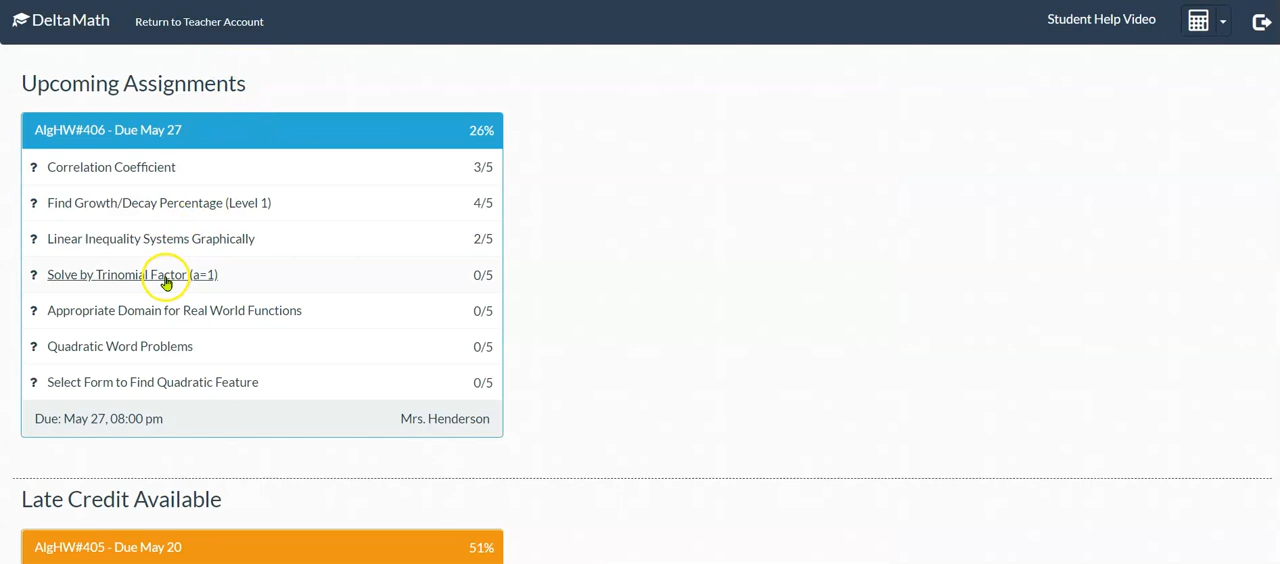 DeltaMath Return to Teacher Account Student Help Video
Upcoming Assignments
AlgHW#406 - Due May 27 26%
? Correlation Coefficient 3/5
? Find Growth/Decay Percentage (Level 1) 4/5
? Linear Inequality Systems Graphically 2/5
? Solve by Trinomial Factor (a=1) 0/5
? Appropriate Domain for Real World Functions 0/5
? Quadratic Word Problems 0/5
? Select Form to Find Quadratic Feature 0/5
Due: May 27, 08:00 pm Mrs. Henderson
Late Credit Available
AlgHW#405 - Due May 20 51%